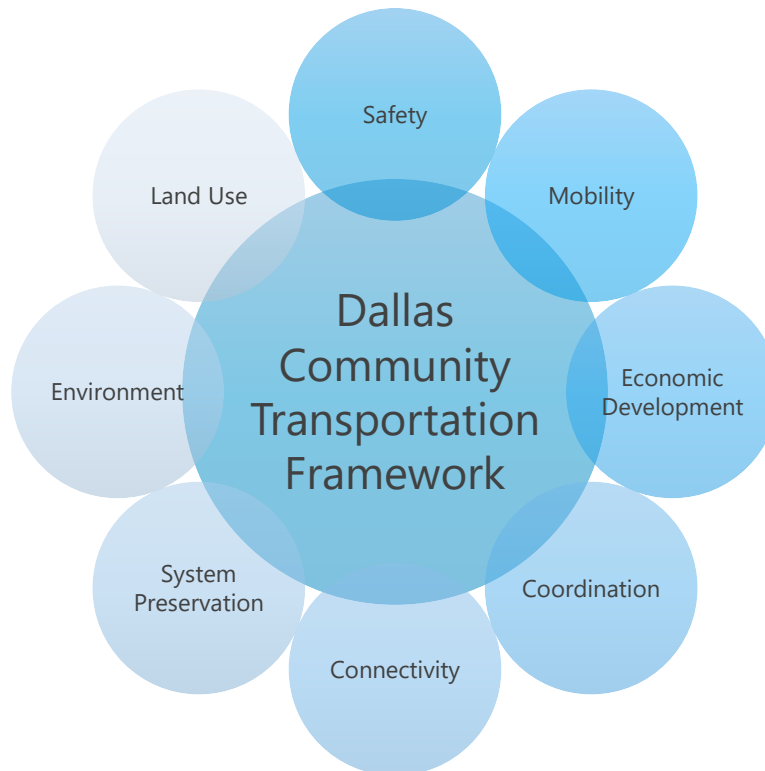 Safety
Mobility
Economic
Development
Coordination
Connectivity
System
Preservation
Environment
Land Use
Dallas
Community
Transportation
Framework